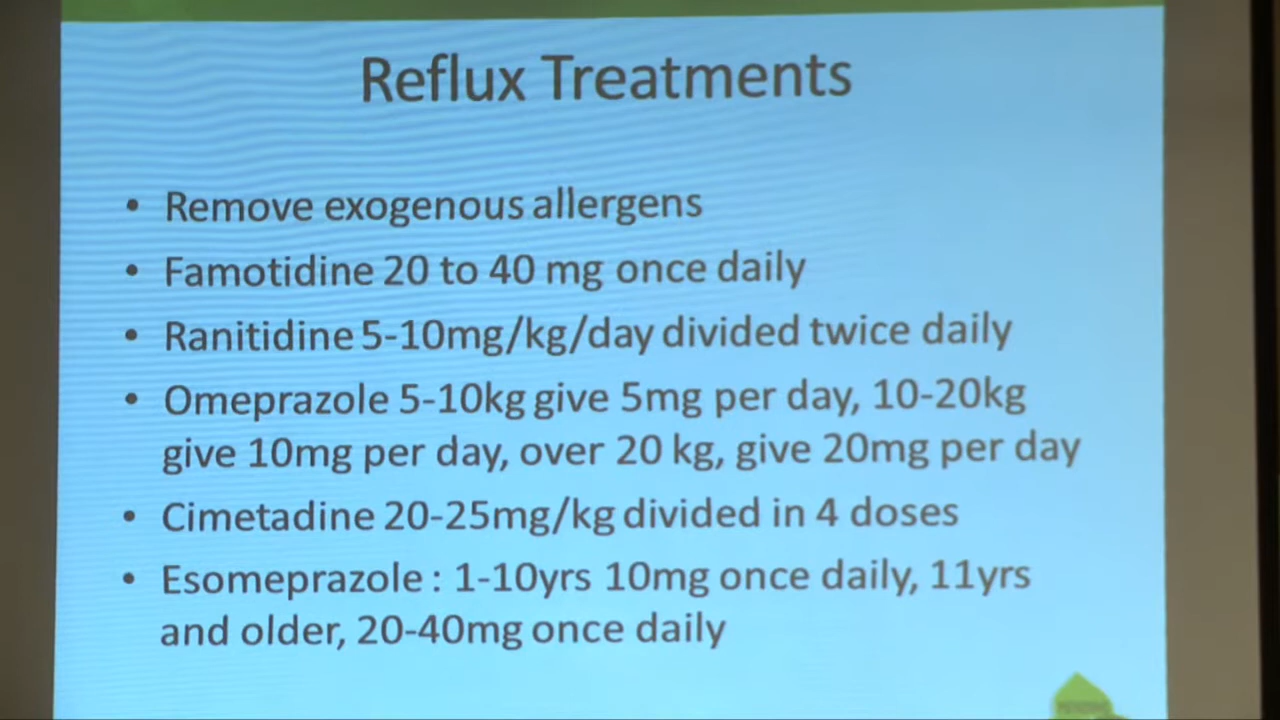 Reflux Treatments
• Remove exogenous allergens
• Famotidine 20 to 40 mg once daily
• Ranitidine 5-10mg/kg/day divided twice daily
• Omeprazole 5-10kg give 5mg per day, 10-20kg
give 10mg per day, over 20 kg, give 20mg per day
• Cimetadine 20-25mg/kg divided in 4 doses
• Esomeprazole : 1-10yrs 10mg once daily, 11yrs
and older, 20-40mg once daily